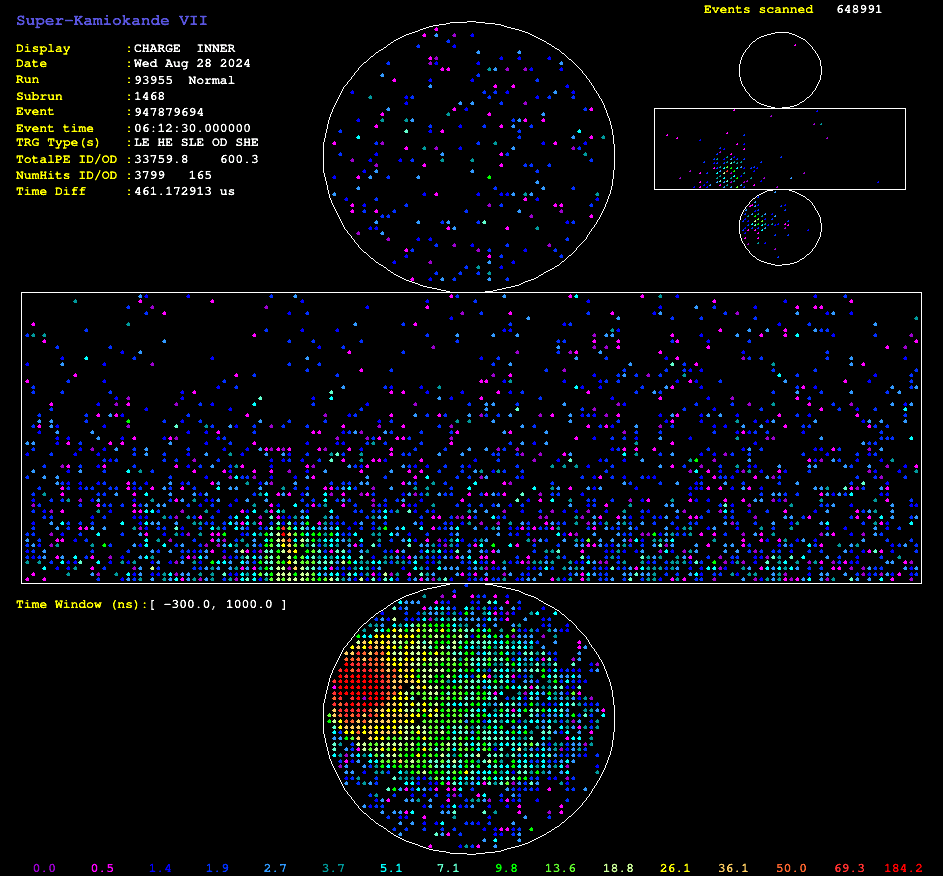 Super-Kamiokande VII
Events scanned 648991
Display :CHARGE INNER
Date :Wed Aug 28 2024
Run :93955 Normal
Subrun :1468
Event :947879694
Event time :06:12:30.000000
TRG Type(s) :LE HE SLE OD SHE
TotalPE ID/OD :33759.8 600.3
NumHits ID/OD :3799 165
Time Diff :461.172913 us
Time Window (ns):[ −300.0, 1000.0 ]
0.0 0.5 1.4 1.9 2.7 3.7 5.1 7.1 9.8 13.6 18.8 26.1 36.1 50.0 69.3 184.2